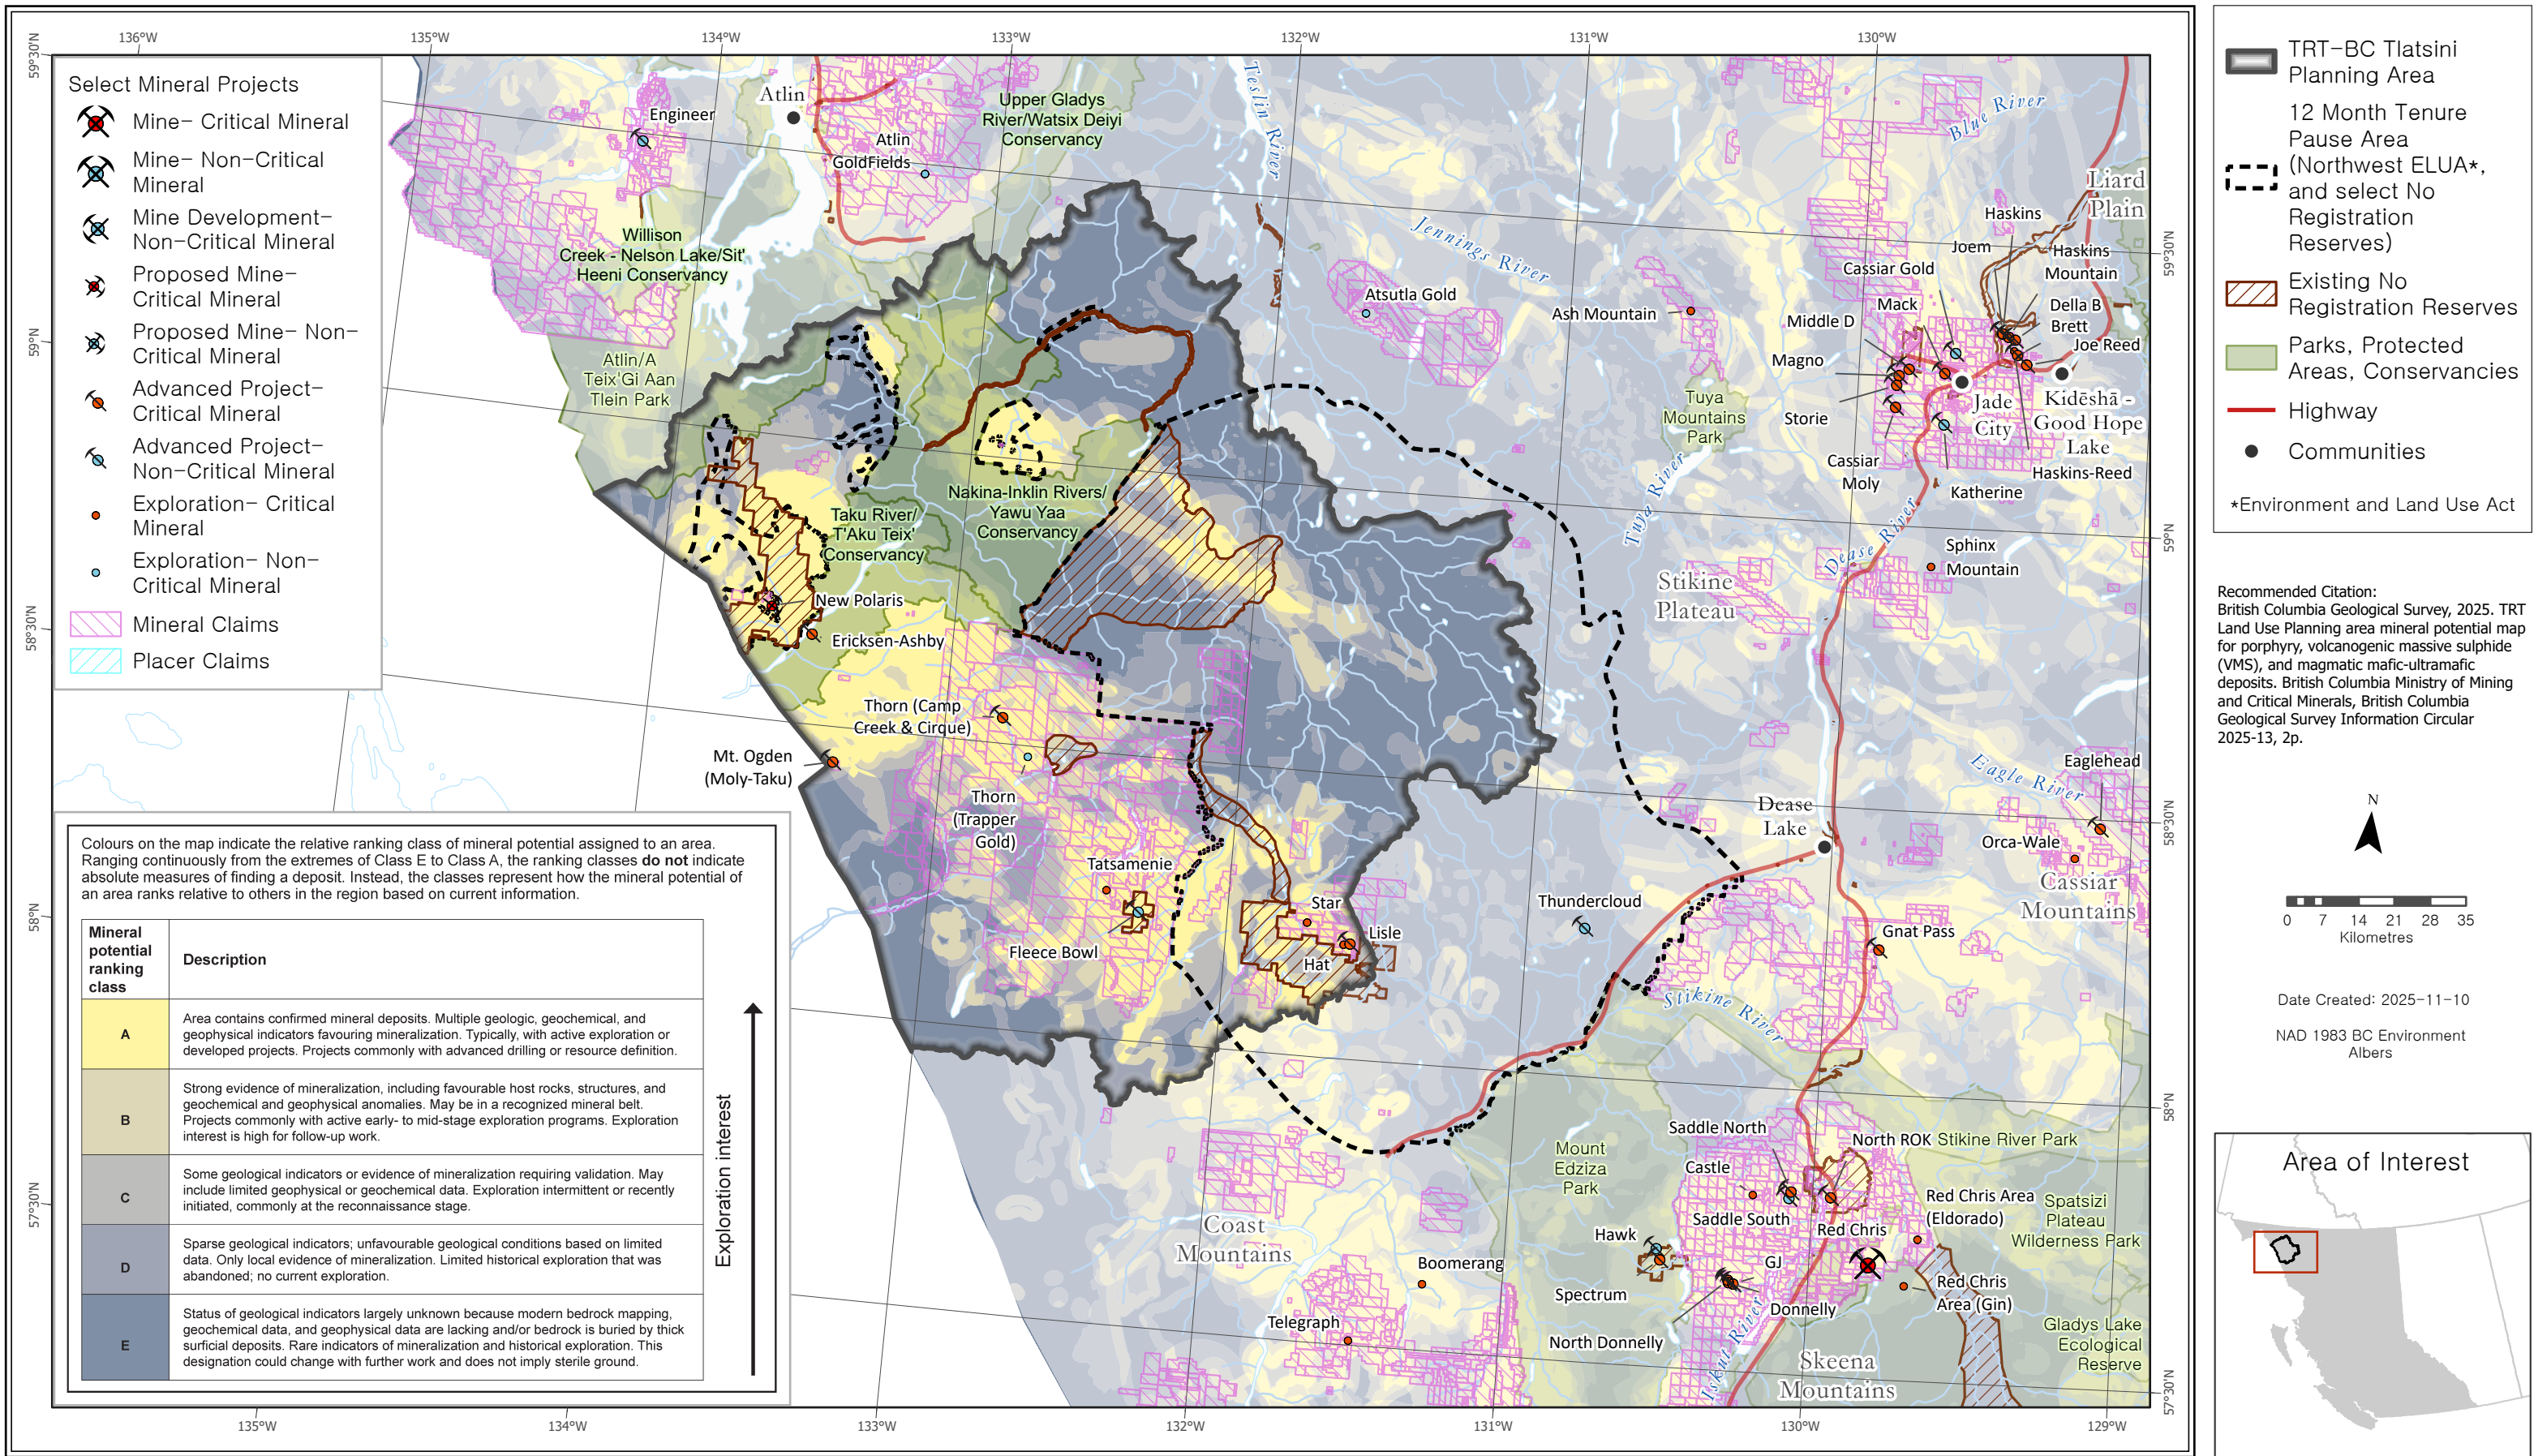 136°W
135°W
134°W
133°W
132°W
131°W
130°W
59°30'N
59°N
58°30'N
58°N
57°30'N
59°30'N
59°N
58°30'N
58°N
57°30'N
135°W
134°W
133°W
132°W
131°W
130°W
129°W
Select Mineral Projects
Mine- Critical Mineral
Mine- Non-Critical
Mineral
Mine Development-
Non-Critical Mineral
Proposed Mine-
Critical Mineral
Proposed Mine- Non-
Critical Mineral
Advanced Project-
Critical Mineral
Advanced Project-
Non-Critical Mineral
Exploration- Critical
Mineral
Exploration- Non-
Critical Mineral
Mineral Claims
Placer Claims
Engineer
Atlin
Atlin
GoldFields
Upper Gladys
River/Watsix Deiyi
Conservancy
Teslin River
Willison
Creek - Nelson Lake/Sit'
Heeni Conservancy
Atlin/A
Teix'Gi Aan
Tlein Park
Jennings River
Atsutla Gold
Ash Mountain
Tuya
Mountains
Park
Tuya River
Blue River
Liard
Plain
Haskins
Joem
Haskins
Mountain
Cassiar Gold
Mack
Della B
Brett
Middle D
Joe Reed
Magno
Storie
Jade
City
Kidēshā -
Good Hope
Lake
Cassiar
Moly
Haskins-Reed
Katherine
Dease River
Sphinx
Mountain
Stikine
Plateau
Taku River/
T'Aku Teix'
Conservancy
Nakina-Inklin Rivers/
Yawu Yaa
Conservancy
New Polaris
Ericksen-Ashby
Thorn (Camp
Creek & Cirque)
Mt. Ogden
(Moly-Taku)
Thorn
(Trapper
Gold)
Tatsamenie
Fleece Bowl
Star
Lisle
Hat
Thundercloud
Dease
Lake
Eagle River
Eaglehead
Orca-Wale
Cassiar
Mountains
Gnat Pass
Stikine River
Saddle North
North ROK
Stikine River Park
Mount
Edziza
Park
Castle
Red Chris Area
(Eldorado)
Spatsizi
Plateau
Wilderness Park
Saddle South
Red Chris
Coast
Mountains
Hawk
GJ
Boomerang
Spectrum
Donnelly
Red Chris
Area (Gin)
Telegraph
North Donnelly
Iskut River
Skeena
Mountains
Gladys Lake
Ecological
Reserve
Colours on the map indicate the relative ranking class of mineral potential assigned to an area.
Ranging continuously from the extremes of Class E to Class A, the ranking classes do not indicate
absolute measures of finding a deposit. Instead, the classes represent how the mineral potential of
an area ranks relative to others in the region based on current information.
Mineral
potential
ranking
class
Description
A
Area contains confirmed mineral deposits. Multiple geologic, geochemical, and
geophysical indicators favouring mineralization. Typically, with active exploration or
developed projects. Projects commonly with advanced drilling or resource definition.
B
Strong evidence of mineralization, including favourable host rocks, structures, and
geochemical and geophysical anomalies. May be in a recognized mineral belt.
Projects commonly with active early- to mid-stage exploration programs. Exploration
interest is high for follow-up work.
C
Some geological indicators or evidence of mineralization requiring validation. May
include limited geophysical or geochemical data. Exploration intermittent or recently
initiated, commonly at the reconnaissance stage.
D
Sparse geological indicators; unfavourable geological conditions based on limited
data. Only local evidence of mineralization. Limited historical exploration that was
abandoned; no current exploration.
E
Status of geological indicators largely unknown because modern bedrock mapping,
geochemical data, and geophysical data are lacking and/or bedrock is buried by thick
surficial deposits. Rare indicators of mineralization and historical exploration. This
designation could change with further work and does not imply sterile ground.
Exploration interest
TRT-BC Tlatsini
Planning Area
12 Month Tenure
Pause Area
(Northwest ELUA*,
and select No
Registration
Reserves)
Existing No
Registration Reserves
Parks, Protected
Areas, Conservancies
Highway
Communities
*Environment and Land Use Act
Recommended Citation:
British Columbia Geological Survey, 2025. TRT
Land Use Planning area mineral potential map
for porphyry, volcanogenic massive sulphide
(VMS), and magmatic mafic-ultramafic
deposits. British Columbia Ministry of Mining
and Critical Minerals, British Columbia
Geological Survey Information Circular
2025-13, 2p.
N
0 7 14 21 28 35
Kilometres
Date Created: 2025-11-10
NAD 1983 BC Environment
Albers
Area of Interest